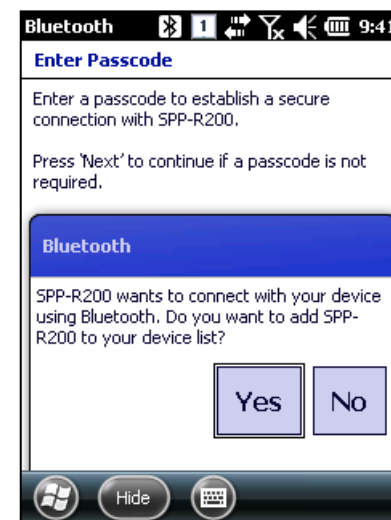 Bluetooth 1 9:41
Enter Passcode
Enter a passcode to establish a secure
connection with SPP-R200.
Press 'Next' to continue if a passcode is not
required.
Bluetooth
SPP-R200 wants to connect with your device
using Bluetooth. Do you want to add SPP-
R200 to your device list?
Yes No
Hide